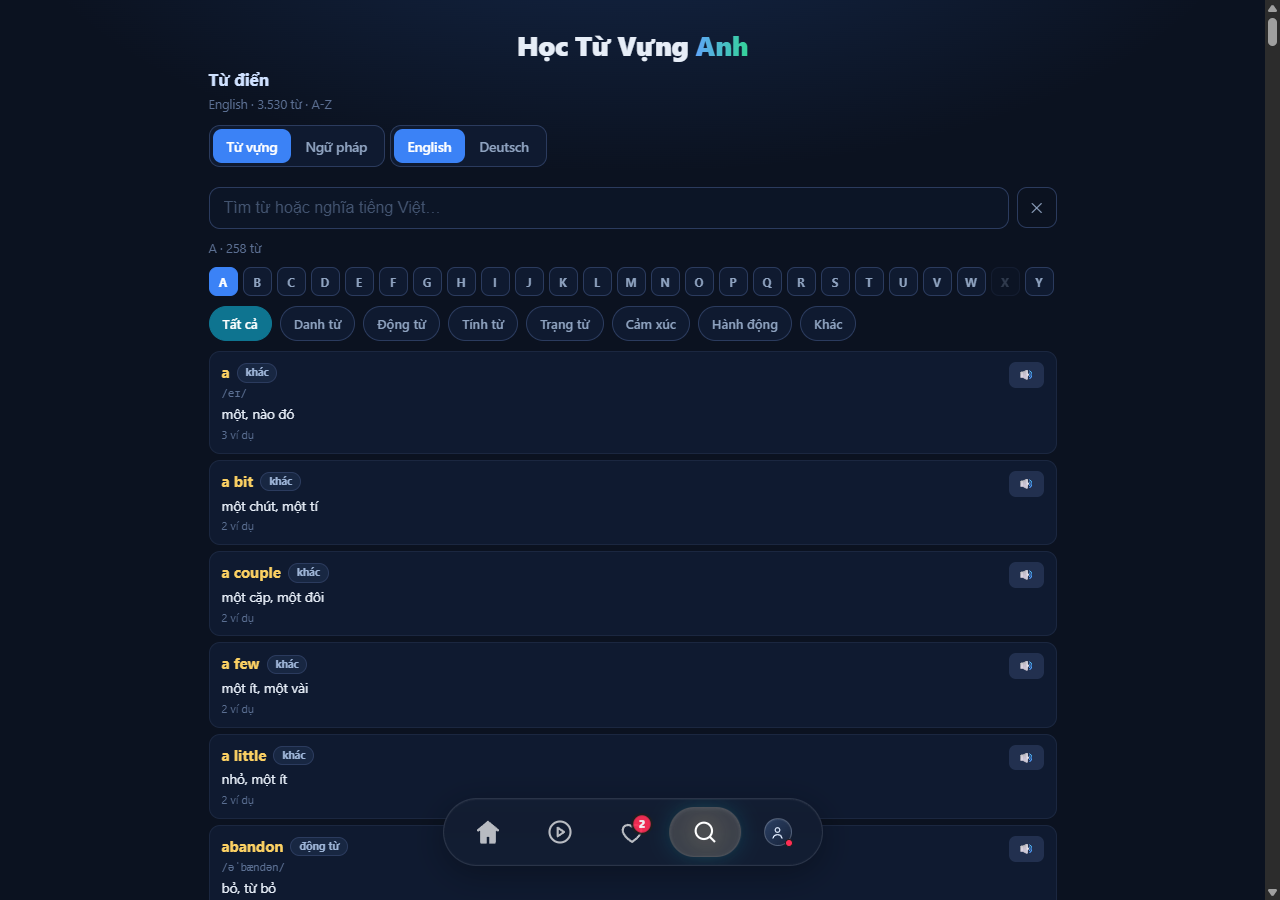 Học Từ Vựng Anh
Từ điển
English · 3.530 từ · A-Z
Từ vựng Ngữ pháp English Deutsch
Tìm từ hoặc nghĩa tiếng Việt...
A · 258 từ
A B C D E F G H I J K L M N O P Q R S T U V W X Y
Tất cả Danh từ Động từ Tính từ Trạng từ Cảm xúc Hành động Khác
a khác
/eɪ/
một, nào đó
3 ví dụ
a bit khác
một chút, một tí
2 ví dụ
a couple khác
một cặp, một đôi
2 ví dụ
a few khác
một ít, một vài
2 ví dụ
a little khác
nhỏ, một ít
2 ví dụ
2
abandon động từ
/əˈbændən/
bỏ, từ bỏ